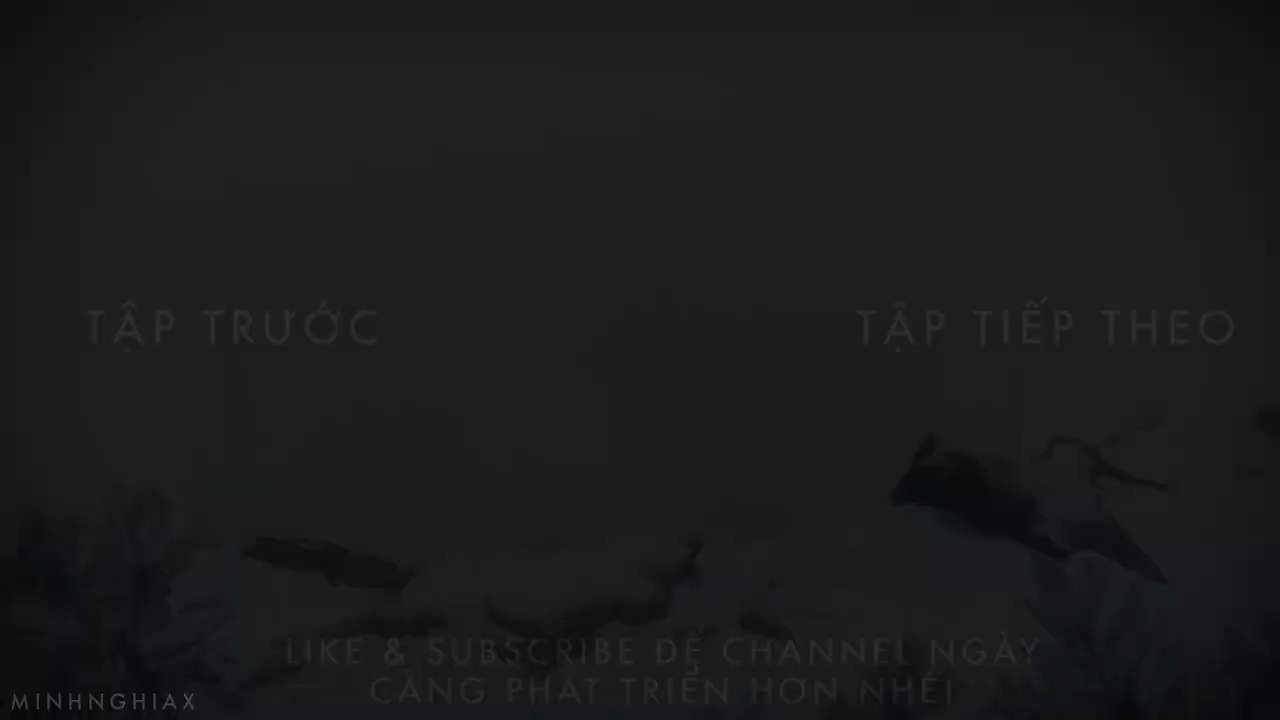 TẬP TRƯỚC
TẬP TIẾP THEO
LIKE & SUBSCRIBE ĐỂ CHANNEL NGÀY
CÀNG PHÁT TRIỂN HƠN NHÉ!
MINHNGHIAX